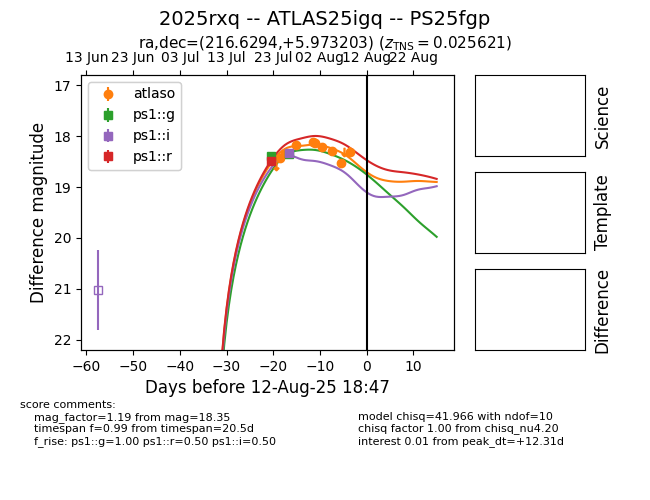 2025rxq -- ATLAS25igq -- PS25fgp
ra,dec=(216.6294,+5.973203) (z_TNS = 0.025621)
13 Jun 23 Jun 03 Jul 13 Jul 23 Jul 02 Aug 12 Aug 22 Aug
17
18
19
20
21
22
Difference magnitude
atlaso
ps1::g
ps1::i
ps1::r
−60 −50 −40 −30 −20 −10 0 10
Days before 12-Aug-25 18:47
Science
Template
Difference
score comments:
mag_factor=1.19 from mag=18.35
timespan f=0.99 from timespan=20.5d
f_rise: ps1::g=1.00 ps1::r=0.50 ps1::i=0.50
model chisq=41.966 with ndof=10
chisq factor 1.00 from chisq_nu4.20
interest 0.01 from peak_dt=+12.31d